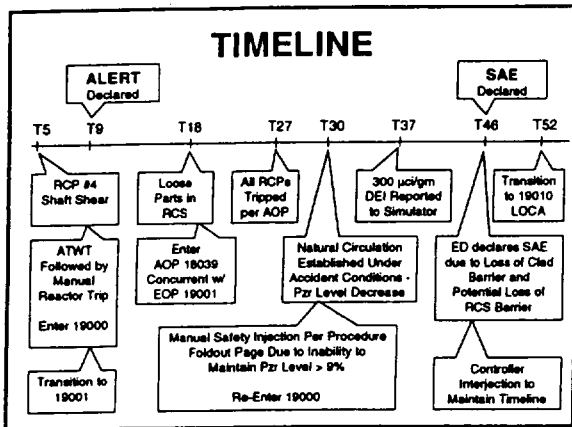 TIMELINE
ALERT
Declared
SAE
Declared
T5
T9
T18
T27
T30
T37
T46
T52
RCP #4
Shaft Shear
Loose
Parts in
RCS
All RCPs
Tripped
per AOP
300 µci/gm
DEI Reported
to Simulator
Transition
to 19010
LOCA
ATWT
Followed by
Manual
Reactor Trip
Enter 19000
Enter
AOP 18039
Concurrent w/
EOP 19001
Natural Circulation
Established Under
Accident Conditions -
Pzr Level Decrease
ED declares SAE
due to Loss of Clad
Barrier and
Potential Loss of
RCS Barrier
Transition to
19001
Manual Safety Injection Per Procedure
Foldout Page Due to Inability to
Maintain Pzr Level > 9%
Re-Enter 19000
Controller
Interjection to
Maintain Timeline